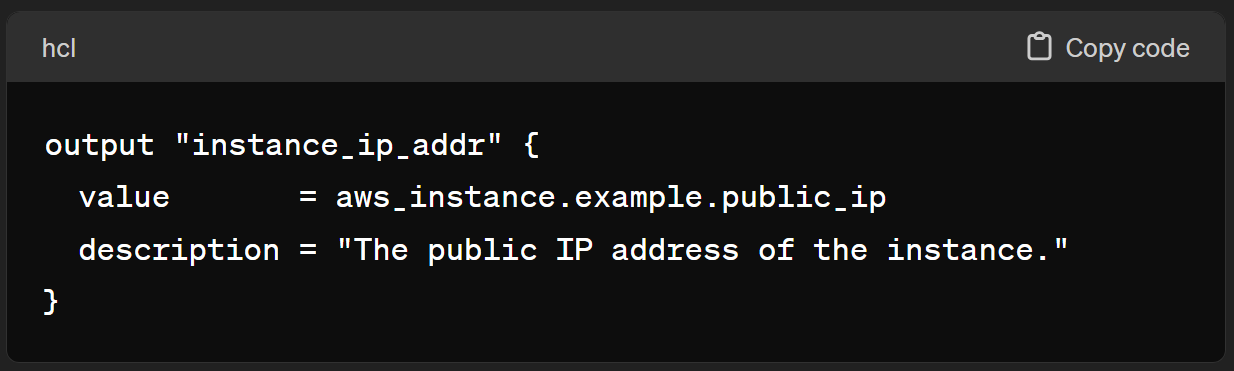 hcl
Copy code
output "instance_ip_addr" {
  value       = aws_instance.example.public_ip
  description = "The public IP address of the instance."
}